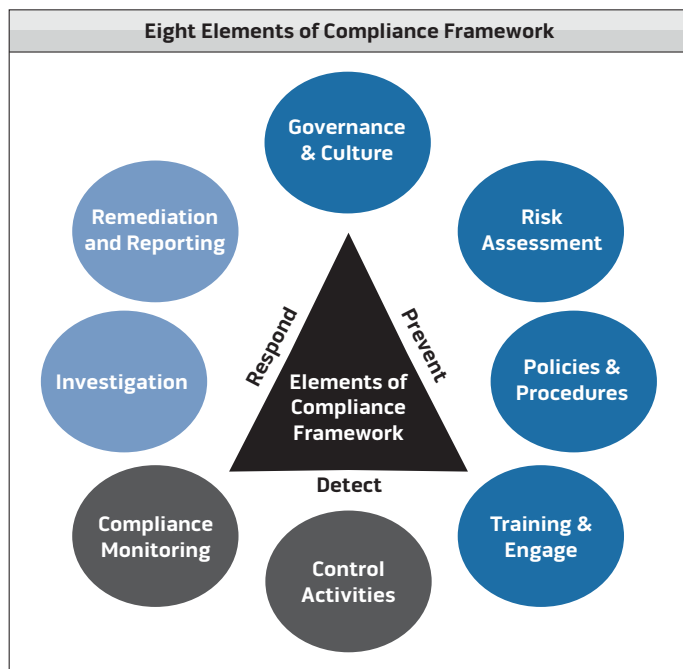 Eight Elements of Compliance Framework
Governance
& Culture
Risk
Assessment
Policies &
Procedures
Training &
Engage
Control
Activities
Compliance
Monitoring
Investigation
Remediation
and Reporting
Respond
Prevent
Detect
Elements of
Compliance
Framework